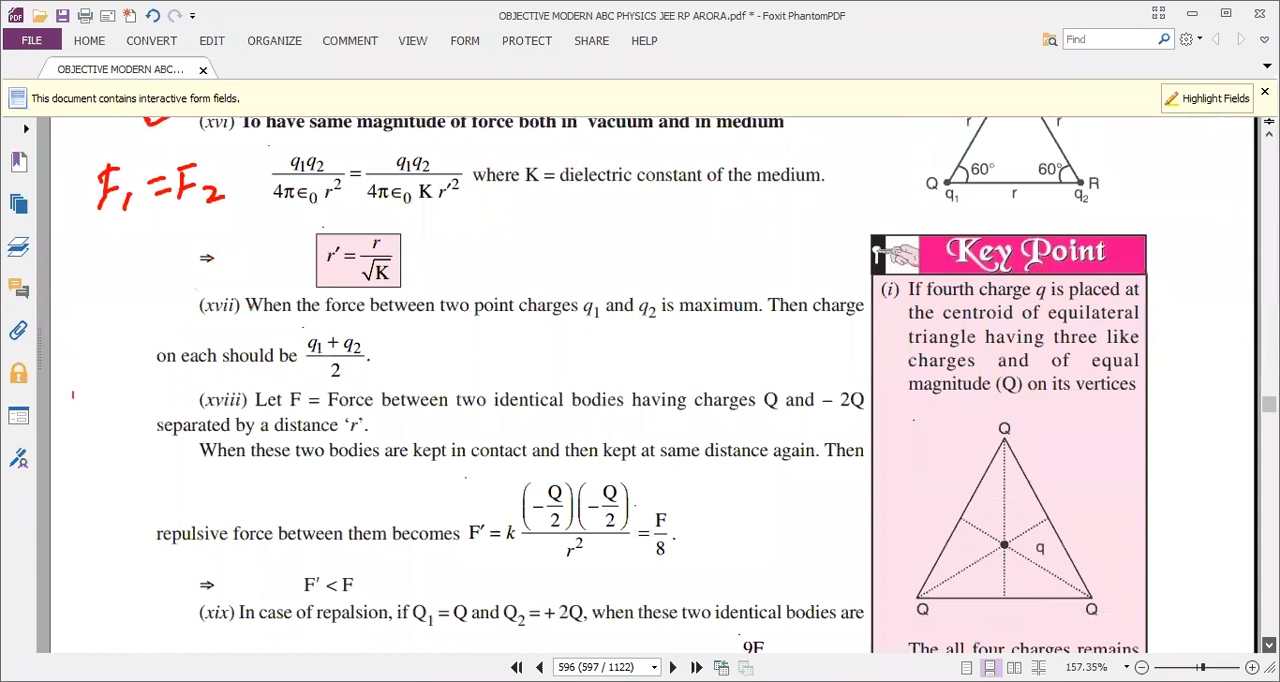 OBJECTIVE MODERN ABC PHYSICS JEE RP ARORA.pdf * - Foxit PhantomPDF
FILE HOME CONVERT EDIT ORGANIZE COMMENT VIEW FORM PROTECT SHARE HELP Find
OBJECTIVE MODERN ABC... ×
This document contains interactive form fields. Highlight Fields
(xvi) To have same magnitude of force both in vacuum and in medium
F₁ = F₂
q₁q₂ / 4π∈₀ r² = q₁q₂ / 4π∈₀ K r′² where K = dielectric constant of the medium.
⇒ r′ = r / √K
(xvii) When the force between two point charges q₁ and q₂ is maximum. Then charge
on each should be (q₁ + q₂) / 2.
(xviii) Let F = Force between two identical bodies having charges Q and – 2Q
separated by a distance ‘r’.
When these two bodies are kept in contact and then kept at same distance again. Then
repulsive force between them becomes F′ = k (–Q/2)(–Q/2) / r² = F/8.
⇒ F′ < F
(xix) In case of repalsion, if Q₁ = Q and Q₂ = + 2Q, when these two identical bodies are
9F
r r
60° 60°
Q R
q₁ r q₂
Key Point
(i) If fourth charge q is placed at
the centroid of equilateral
triangle having three like
charges and of equal
magnitude (Q) on its vertices
Q
q
Q Q
The all four charges remains
596 (597 / 1122) 157.35%